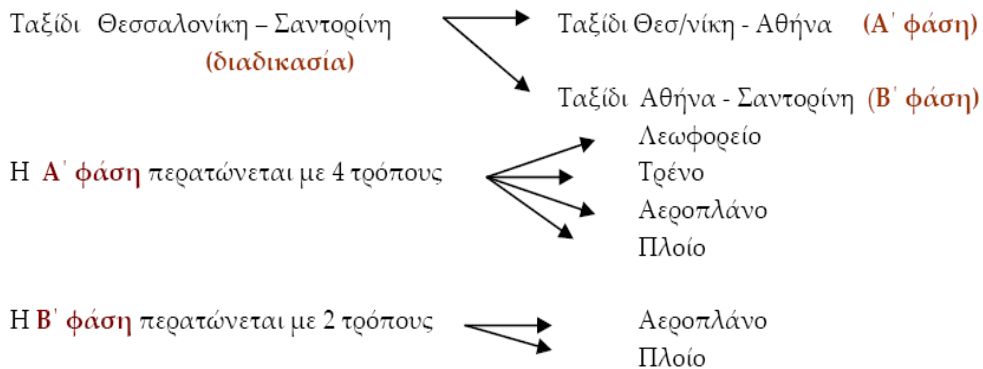 Ταξίδι Θεσσαλονίκη – Σαντορίνη
Ταξίδι Θεσ/νίκη - Αθήνα (Α΄ φάση)
(διαδικασία)
Ταξίδι Αθήνα - Σαντορίνη (Β΄ φάση)
Λεωφορείο
Η Α΄ φάση περατώνεται με 4 τρόπους
Τρένο
Αεροπλάνο
Πλοίο
Η Β΄ φάση περατώνεται με 2 τρόπους
Αεροπλάνο
Πλοίο